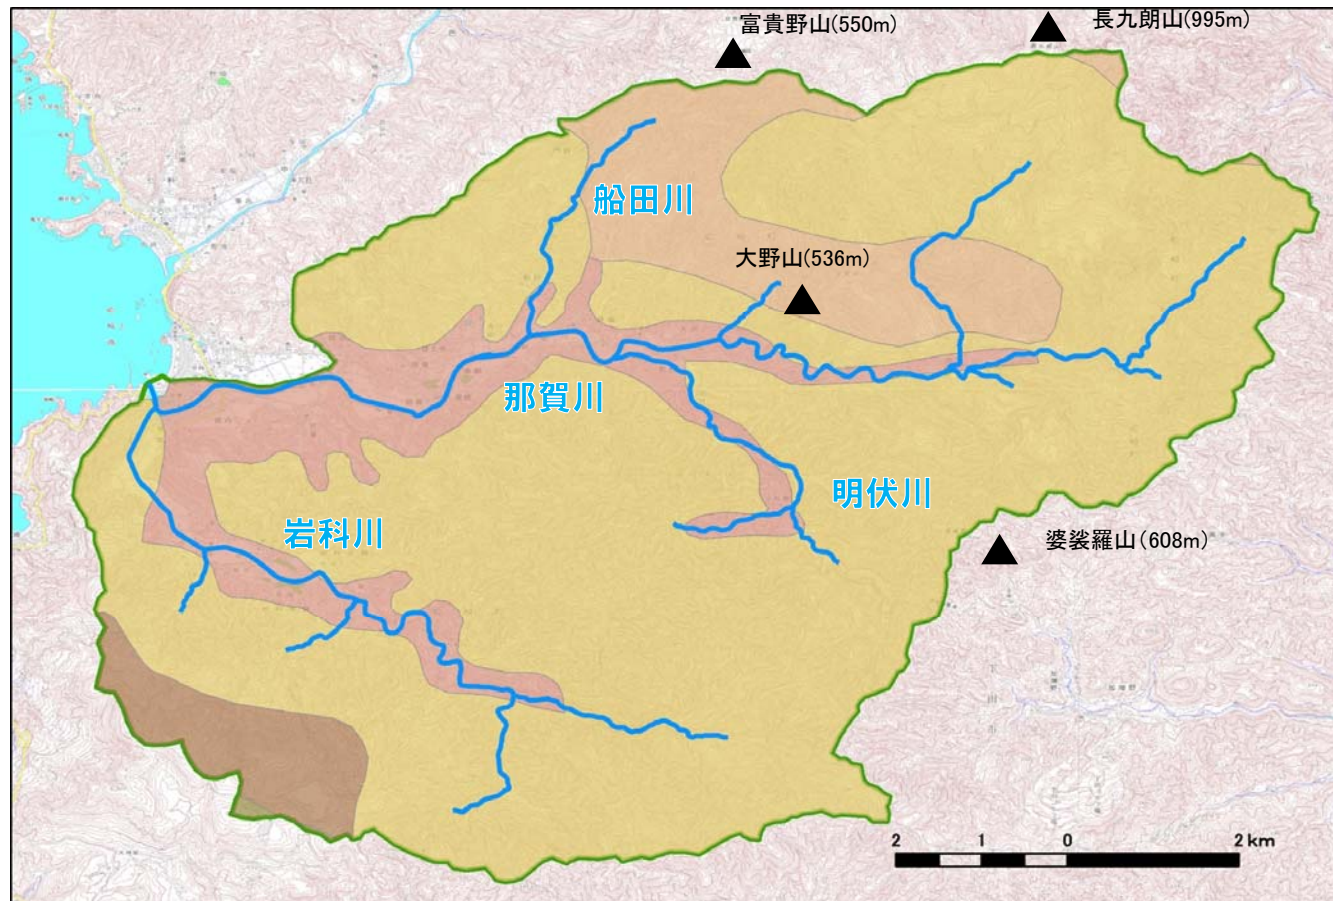 富貴野山(550m)
長九朗山(995m)
船田川
大野山(536m)
那賀川
明伏川
岩科川
婆裟羅山(608m)
2 1 0 2 km